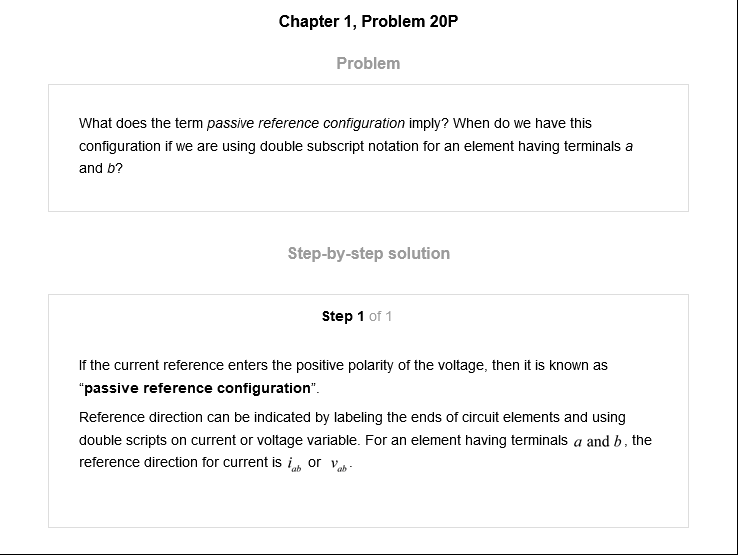 Chapter 1, Problem 20P
Problem
What does the term passive reference configuration imply? When do we have this
configuration if we are using double subscript notation for an element having terminals a
and b?
Step-by-step solution
Step 1 of 1
If the current reference enters the positive polarity of the voltage, then it is known as
“passive reference configuration”.
Reference direction can be indicated by labeling the ends of circuit elements and using
double scripts on current or voltage variable. For an element having terminals a and b, the
reference direction for current is i_ab or v_ab.